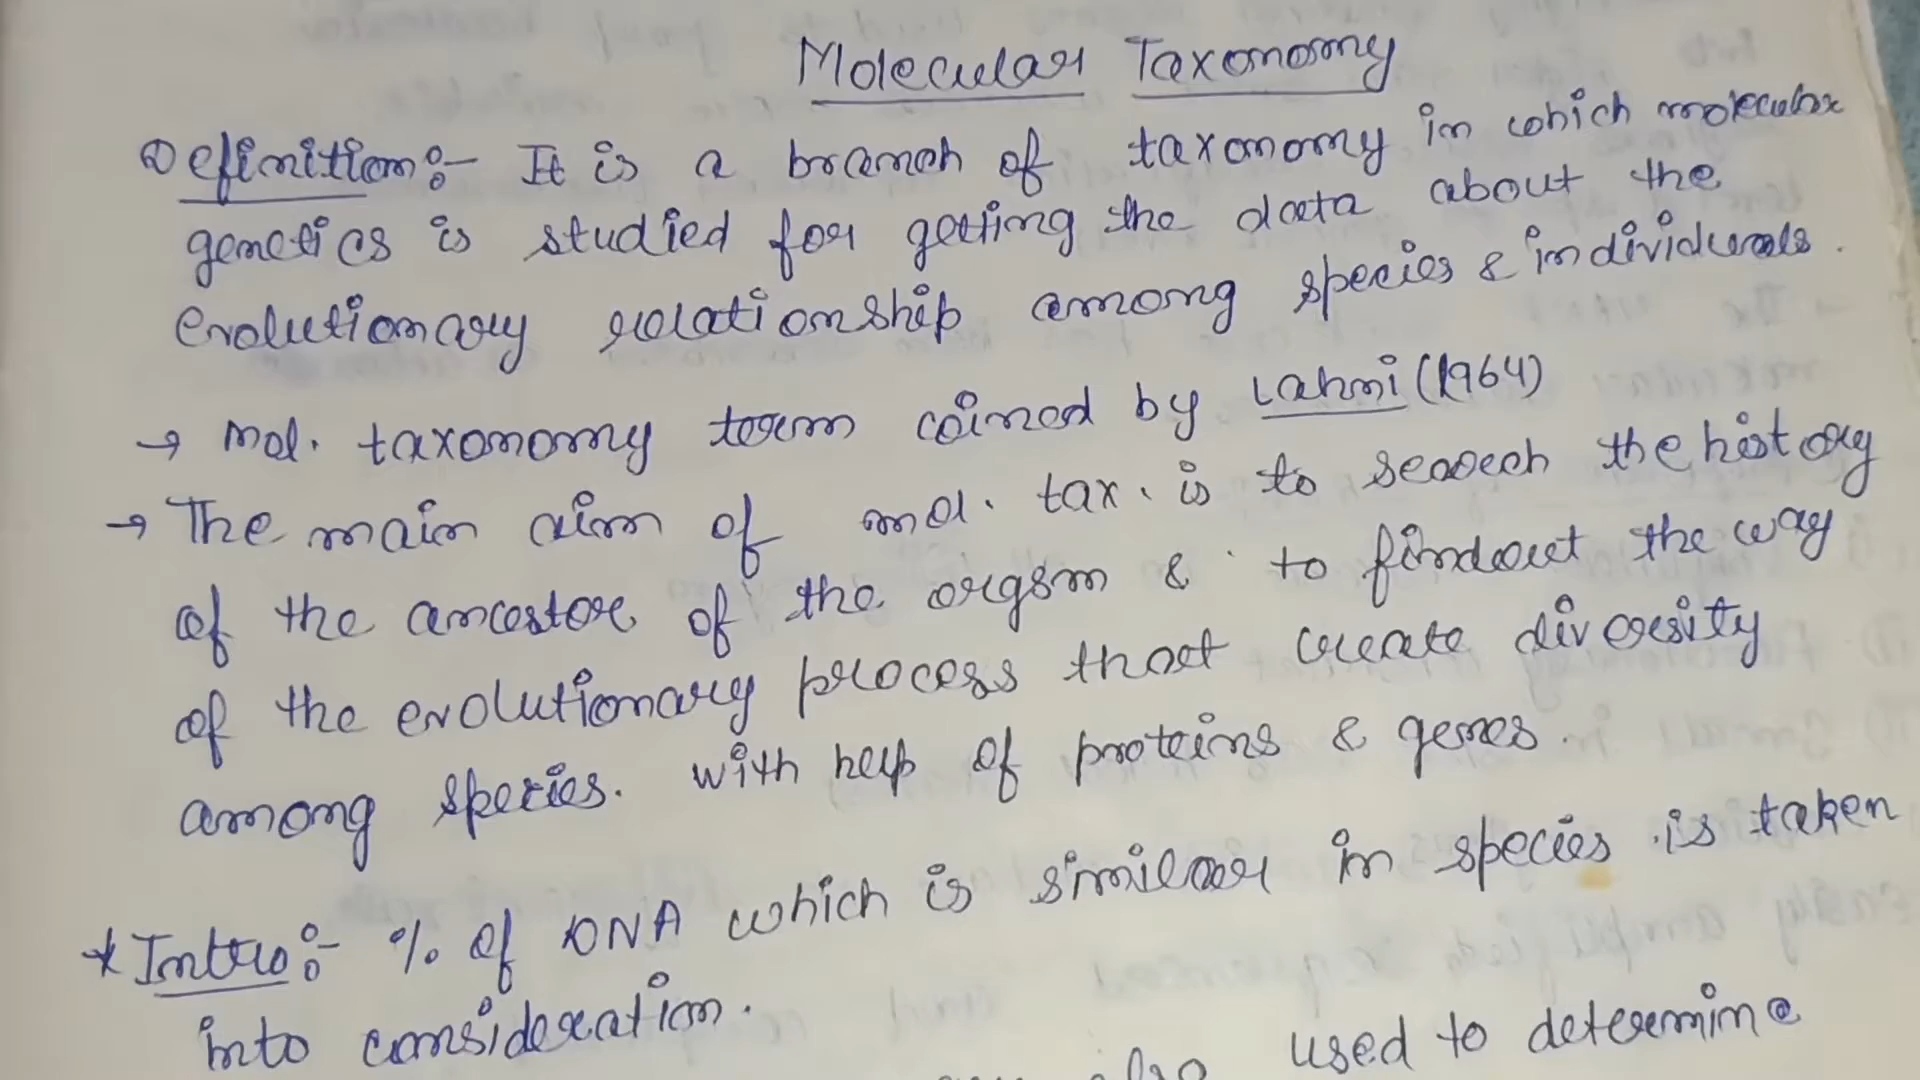 Molecular Taxonomy
Definition:- It is a branch of taxonomy in which molecular
genetics is studied for getting the data about the
evolutionary relationship among species & individuals.
→ mol. taxonomy term coined by Lahni (1964)
→ The main aim of mol. tax. is to search the history
of the ancestor of the orgsm & to findout the way
of the evolutionary process that create diversity
among species. with help of proteins & genes.
* Intro:- % of DNA which is similar in species is taken
into consideration.
also used to determine